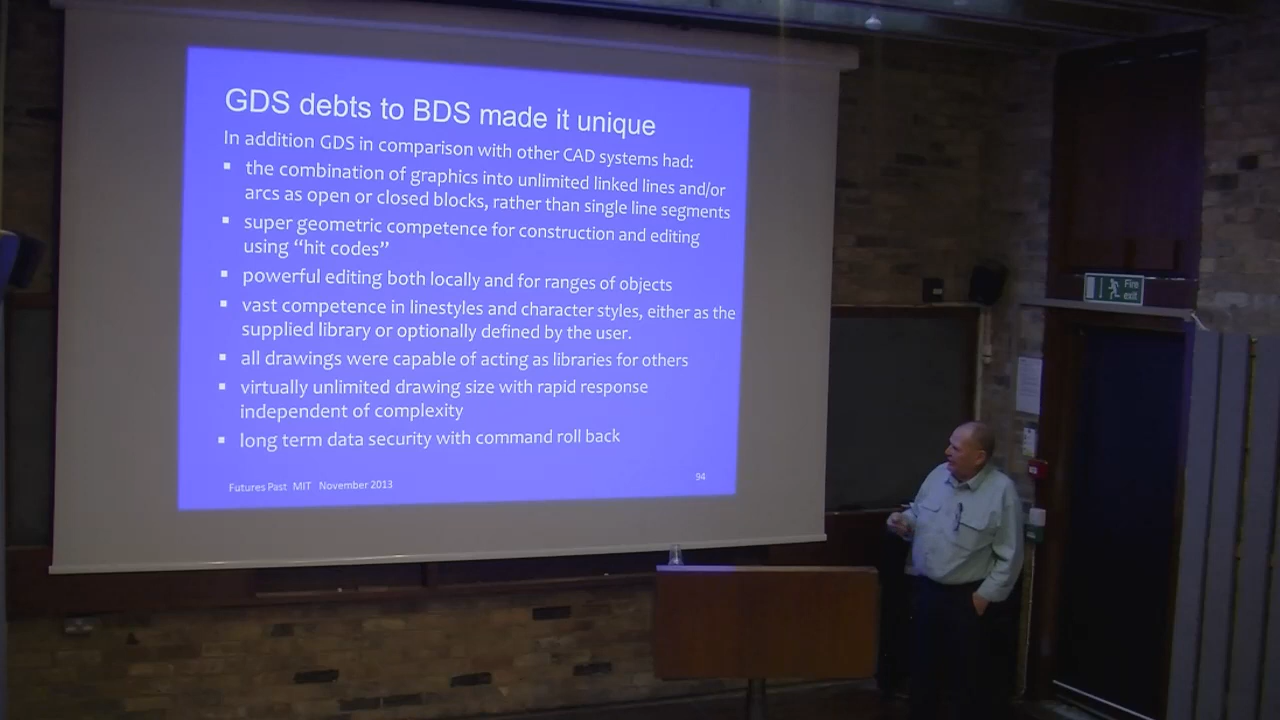 GDS debts to BDS made it unique
In addition GDS in comparison with other CAD systems had:
▪ the combination of graphics into unlimited linked lines and/or
arcs as open or closed blocks, rather than single line segments
▪ super geometric competence for construction and editing
using “hit codes”
▪ powerful editing both locally and for ranges of objects
▪ vast competence in linestyles and character styles, either as the
supplied library or optionally defined by the user.
▪ all drawings were capable of acting as libraries for others
▪ virtually unlimited drawing size with rapid response
independent of complexity
▪ long term data security with command roll back
Futures Past MIT November 2013
94
Fire
exit